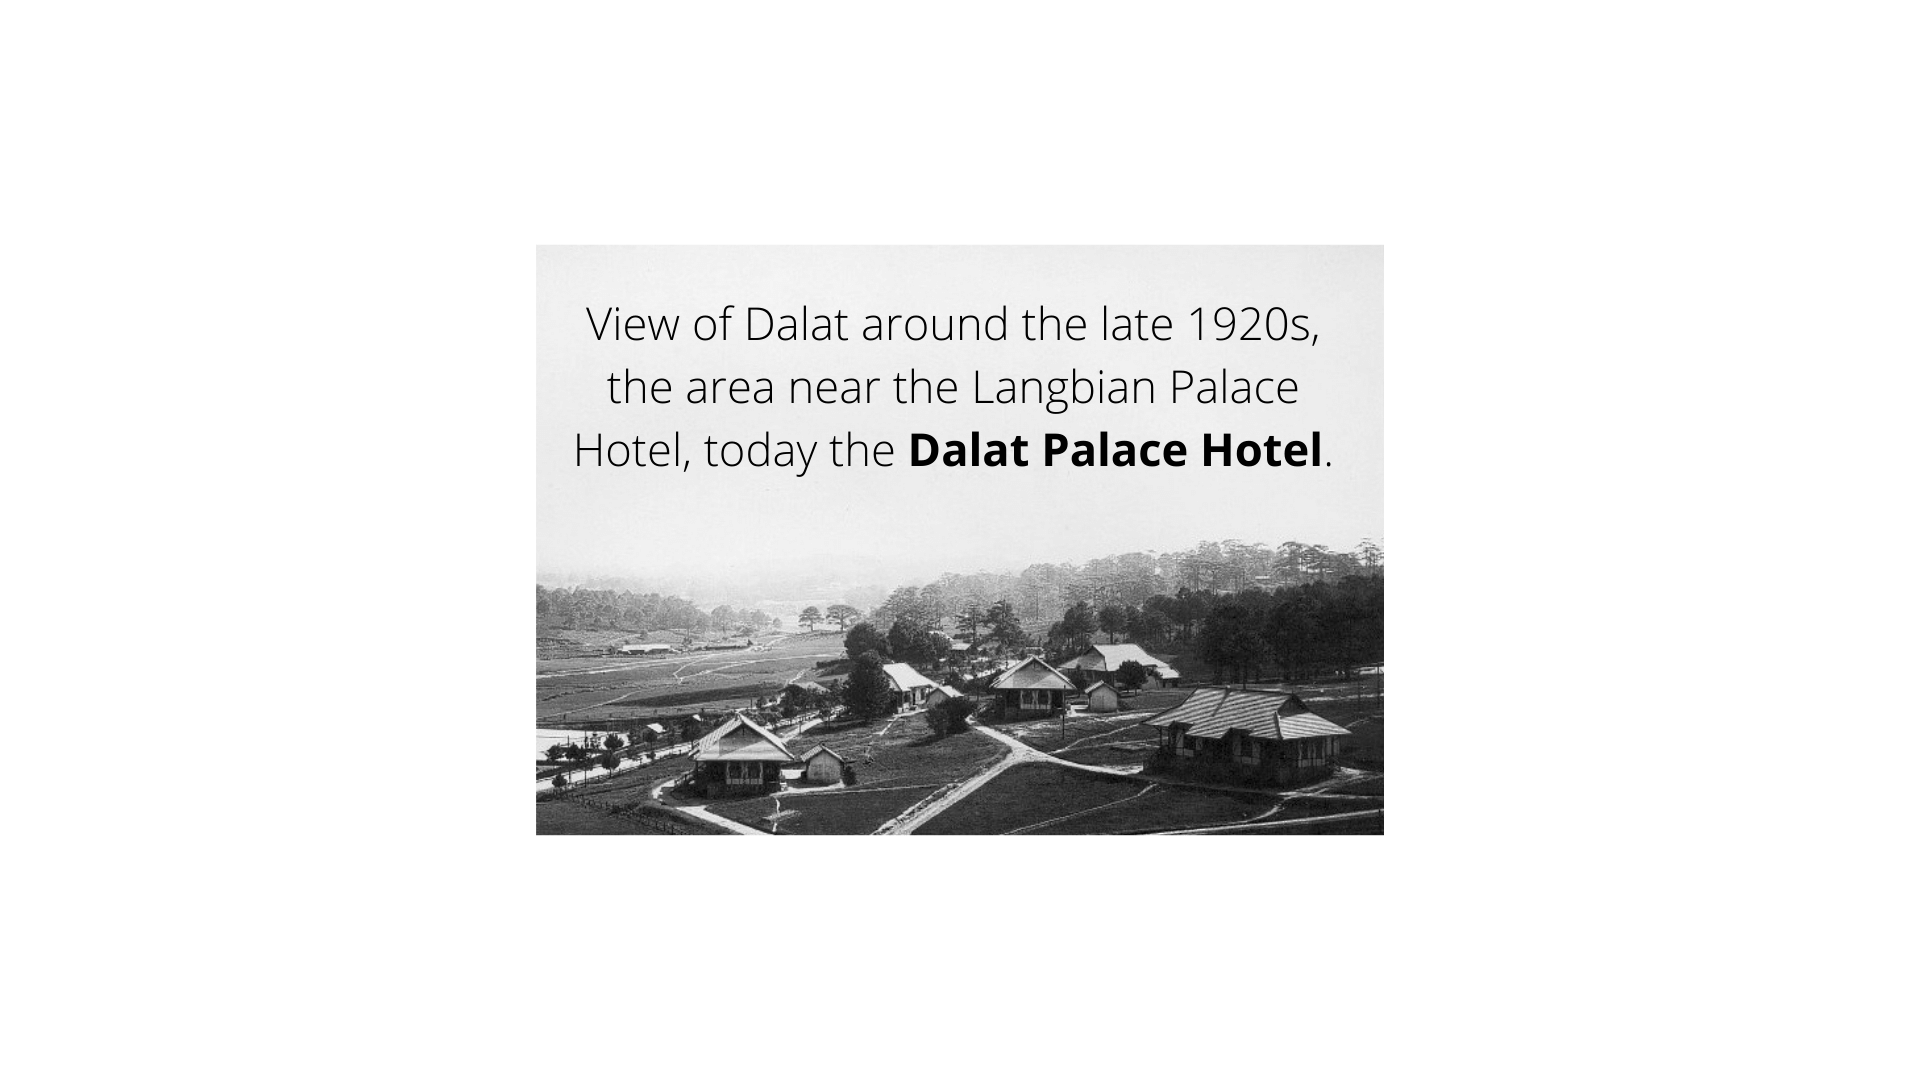 View of Dalat around the late 1920s,
the area near the Langbian Palace
Hotel, today the Dalat Palace Hotel.